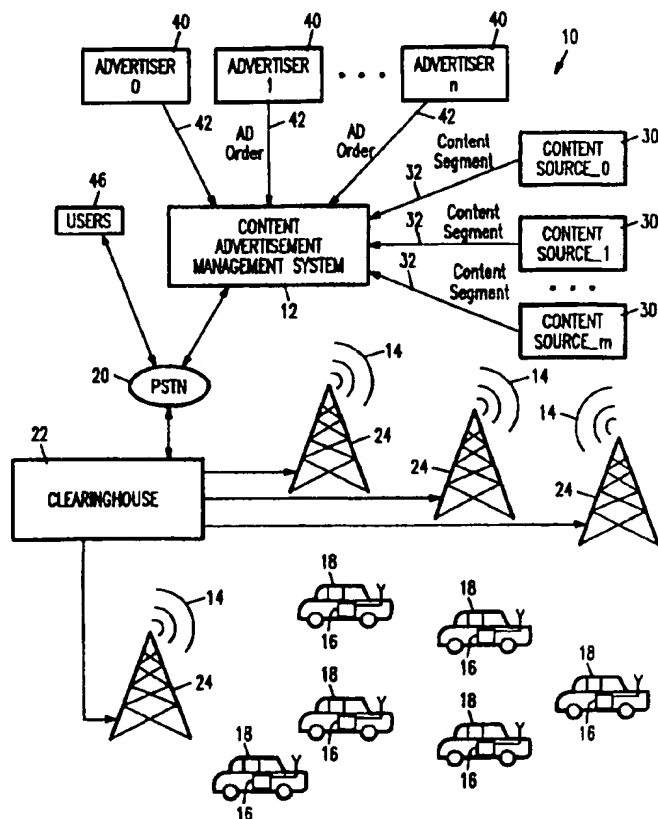 40 40 40
10
ADVERTISER 0
ADVERTISER 1
• • •
ADVERTISER n
42 42 42
AD Order
AD Order
Content Segment
32
CONTENT SOURCE_0
30
46
USERS
CONTENT ADVERTISEMENT MANAGEMENT SYSTEM
12
32
Content Segment
CONTENT SOURCE_1
30
32
Content Segment
• • •
CONTENT SOURCE_m
30
20
PSTN
14
24
14
24
14
24
22
CLEARINGHOUSE
14
24
18
16
18
16
18
16
18
16
18
16
18
16